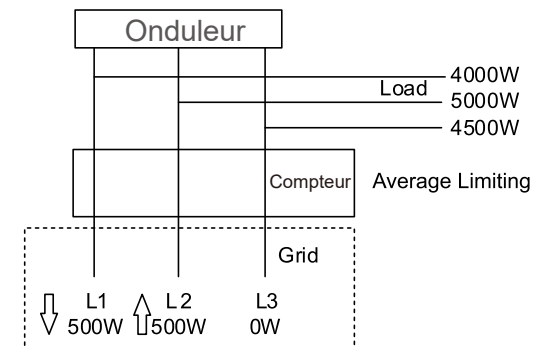 Onduleur
4000W
Load
5000W
4500W
Compteur
Average Limiting
Grid
L1 L2 L3
500W 500W 0W